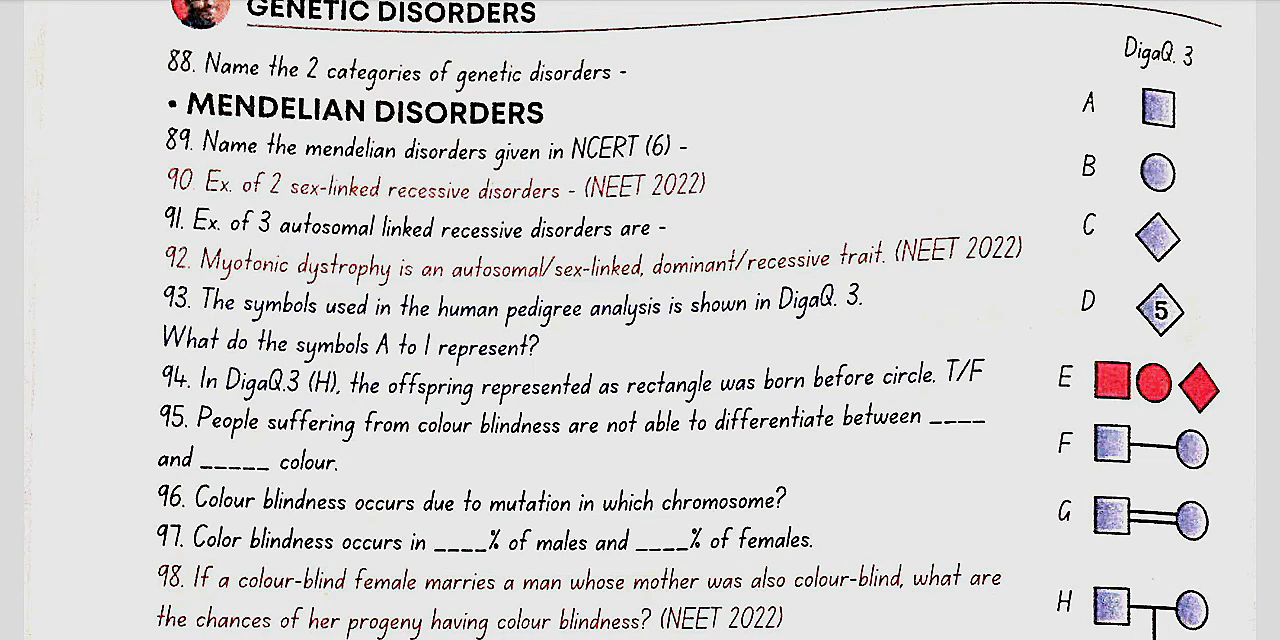 GENETIC DISORDERS
88. Name the 2 categories of genetic disorders -
• MENDELIAN DISORDERS
89. Name the mendelian disorders given in NCERT (6) -
90. Ex. of 2 sex-linked recessive disorders - (NEET 2022)
91. Ex. of 3 autosomal linked recessive disorders are -
92. Myotonic dystrophy is an autosomal/sex-linked, dominant/recessive trait. (NEET 2022)
93. The symbols used in the human pedigree analysis is shown in DigaQ. 3.
What do the symbols A to I represent?
94. In DigaQ.3 (H), the offspring represented as rectangle was born before circle. T/F
95. People suffering from colour blindness are not able to differentiate between ____
and _____ colour.
96. Colour blindness occurs due to mutation in which chromosome?
97. Color blindness occurs in ____% of males and ____% of females.
98. If a colour-blind female marries a man whose mother was also colour-blind, what are
the chances of her progeny having colour blindness? (NEET 2022)
DigaQ. 3
A
B
C
D 5
E
F
G
H